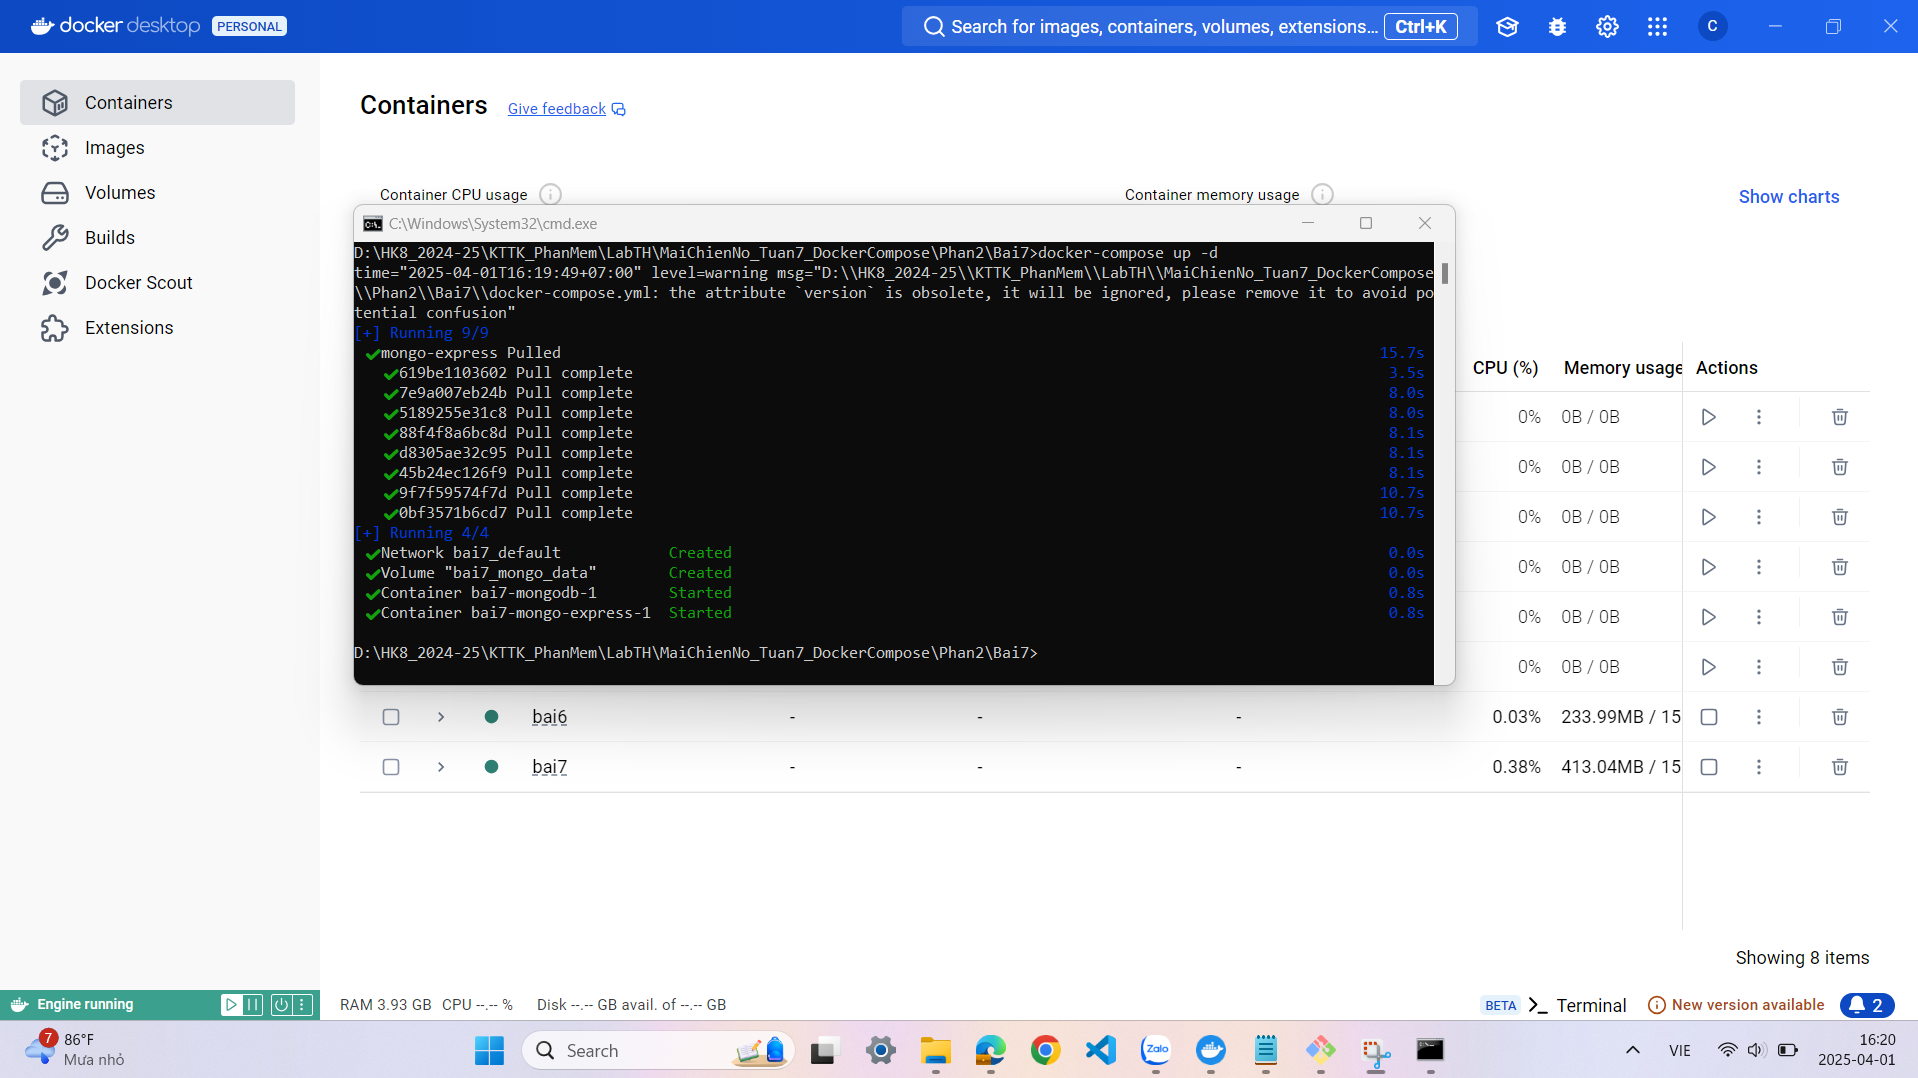 docker desktop PERSONAL
Search for images, containers, volumes, extensions... Ctrl+K
C
Containers
Images
Volumes
Builds
Docker Scout
Extensions
Containers Give feedback
Container CPU usage i
Container memory usage i
Show charts
C:\Windows\System32\cmd.exe
D:\HK8_2024-25\KTTK_PhanMem\LabTH\MaiChienNo_Tuan7_DockerCompose\Phan2\Bai7>docker-compose up -d
time="2025-04-01T16:19:49+07:00" level=warning msg="D:\\HK8_2024-25\\KTTK_PhanMem\\LabTH\\MaiChienNo_Tuan7_DockerCompose
\\Phan2\\Bai7\\docker-compose.yml: the attribute `version` is obsolete, it will be ignored, please remove it to avoid po
tential confusion"
[+] Running 9/9
✔mongo-express Pulled 15.7s
✔619be1103602 Pull complete 3.5s
✔7e9a007eb24b Pull complete 8.0s
✔5189255e31c8 Pull complete 8.0s
✔88f4f8a6bc8d Pull complete 8.1s
✔d8305ae32c95 Pull complete 8.1s
✔45b24ec126f9 Pull complete 8.1s
✔9f7f59574f7d Pull complete 10.7s
✔0bf3571b6cd7 Pull complete 10.7s
[+] Running 4/4
✔Network bai7_default Created 0.0s
✔Volume "bai7_mongo_data" Created 0.0s
✔Container bai7-mongodb-1 Started 0.8s
✔Container bai7-mongo-express-1 Started 0.8s
D:\HK8_2024-25\KTTK_PhanMem\LabTH\MaiChienNo_Tuan7_DockerCompose\Phan2\Bai7>
CPU (%) Memory usage Actions
0% 0B / 0B
0% 0B / 0B
0% 0B / 0B
0% 0B / 0B
0% 0B / 0B
0% 0B / 0B
bai6 - - - 0.03% 233.99MB / 15
bai7 - - - 0.38% 413.04MB / 15
Showing 8 items
Engine running
RAM 3.93 GB CPU --.-- % Disk --.-- GB avail. of --.-- GB
BETA Terminal New version available 2
7
86°F
Mưa nhỏ
Search
Zalo
VIE
16:20
2025-04-01